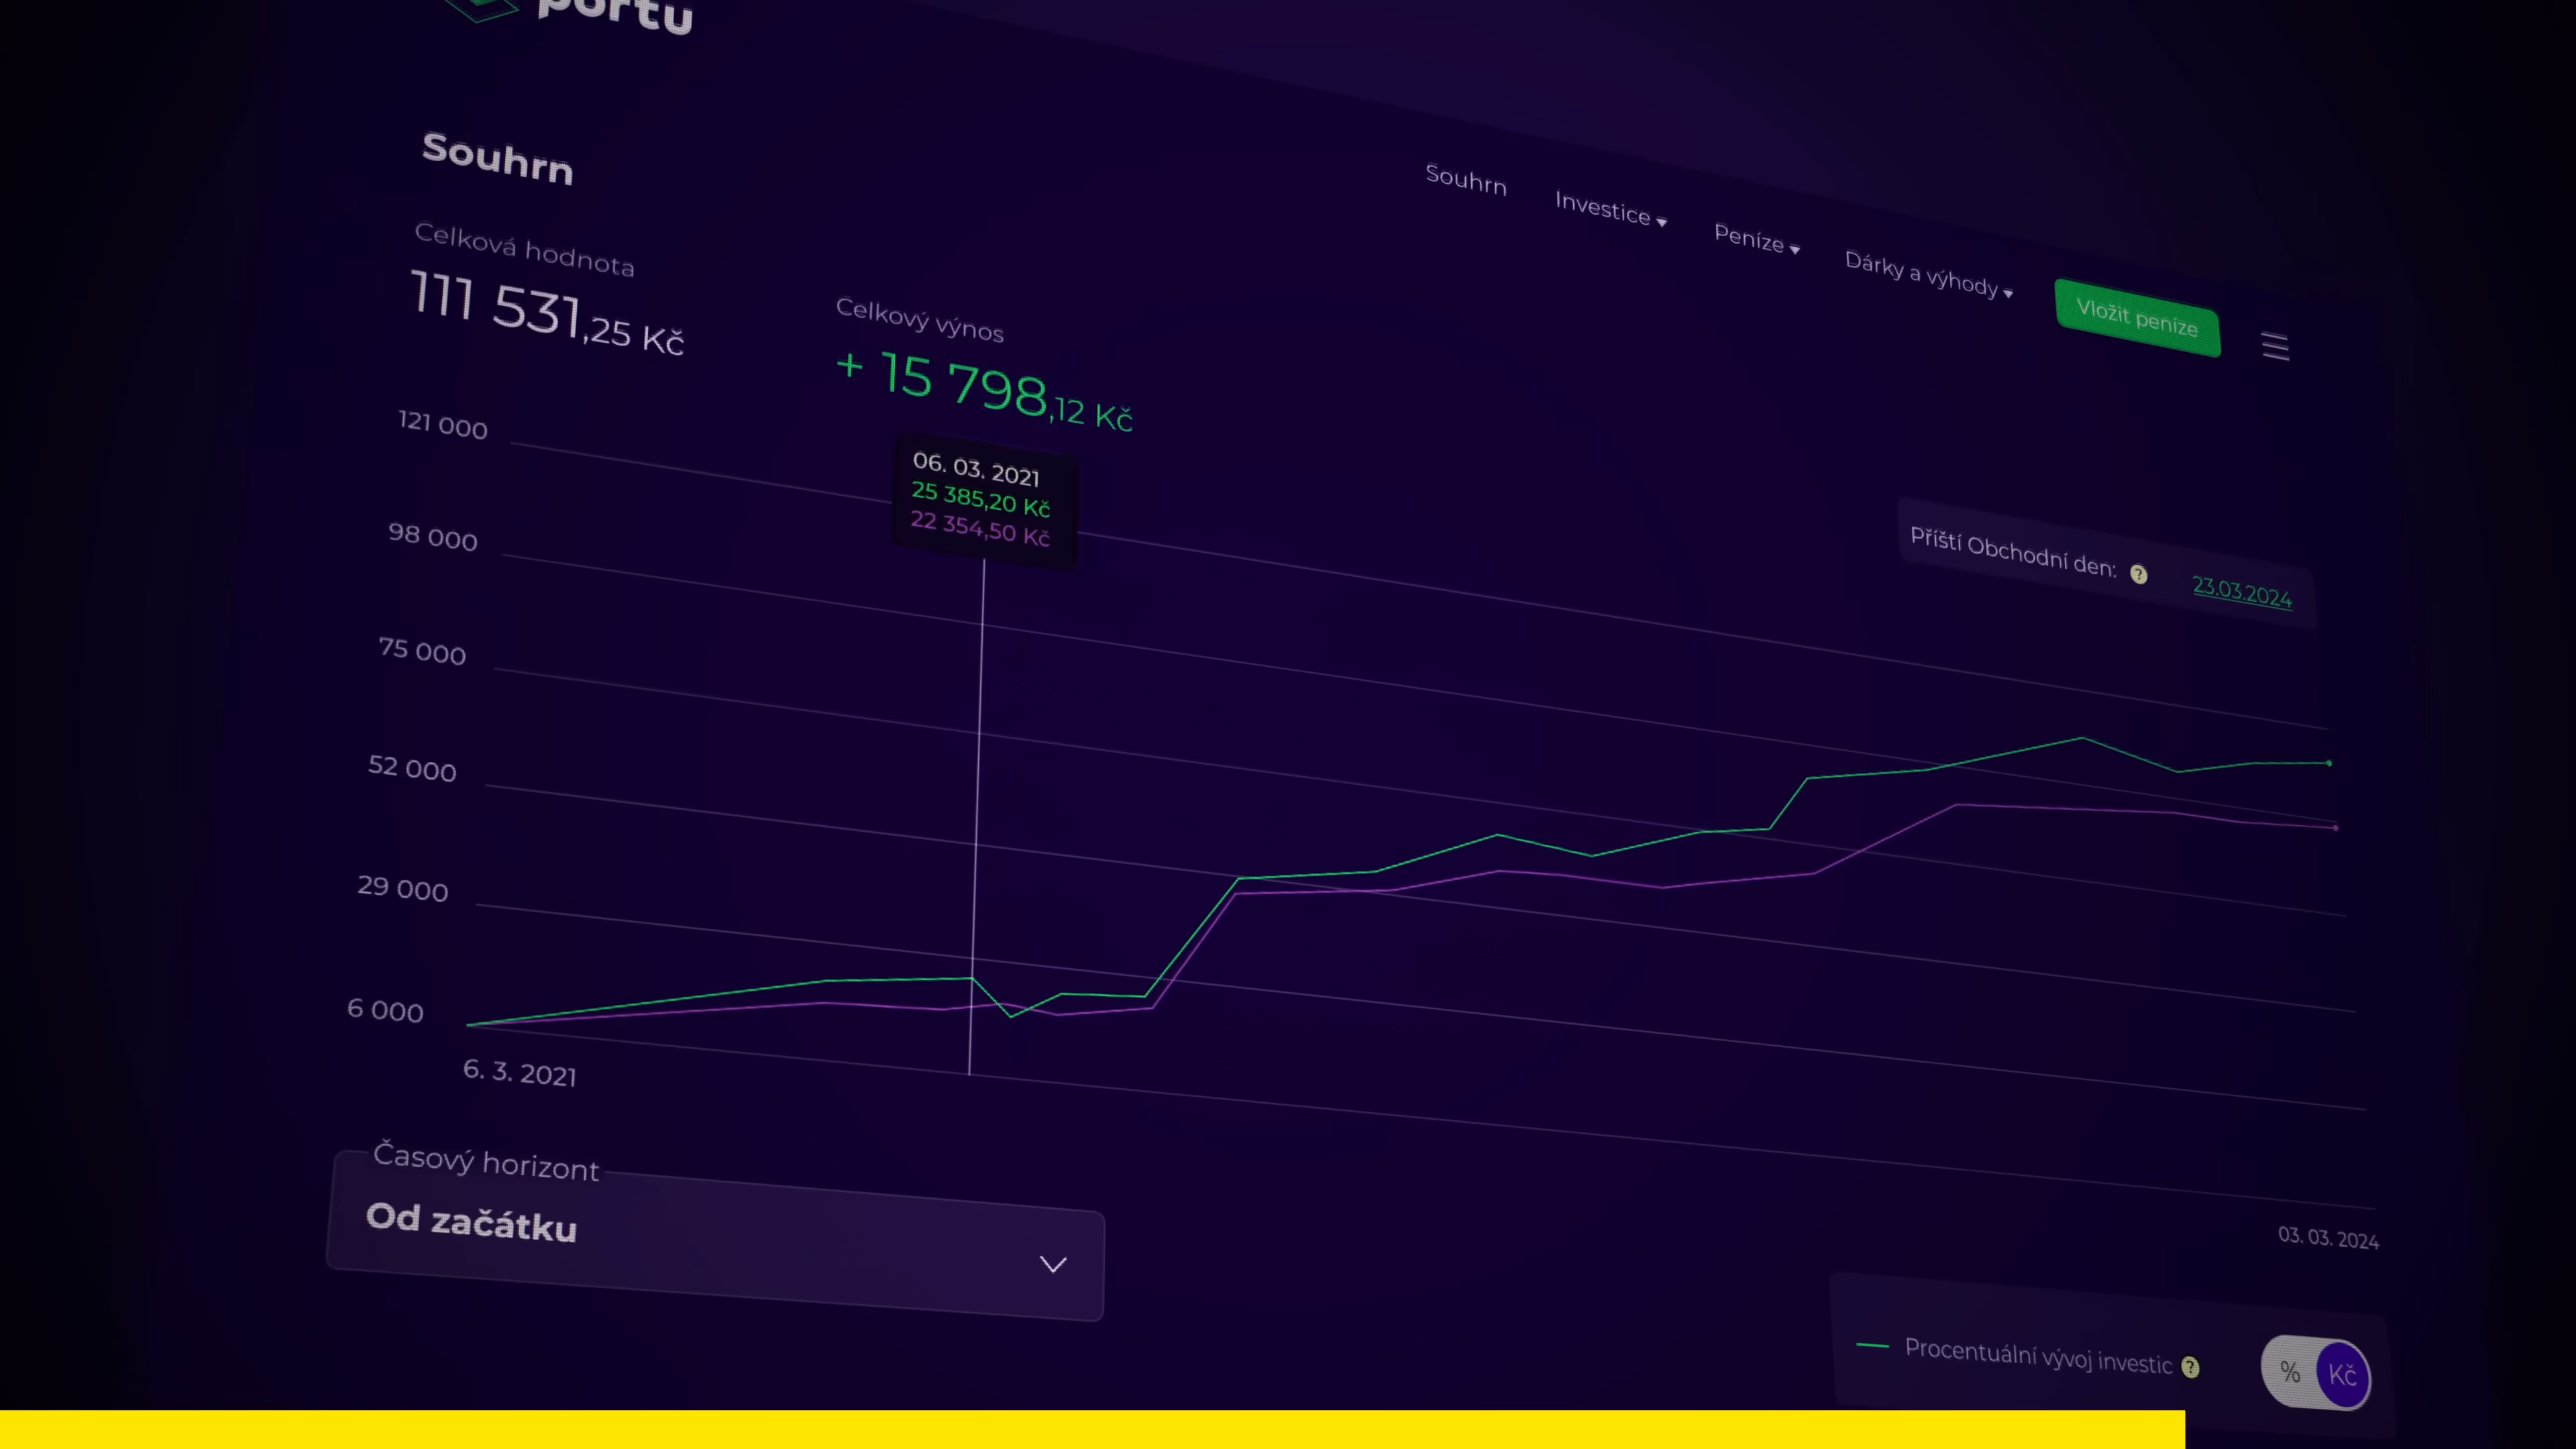 portu
Souhrn
Souhrn
Investice
Peníze
Dárky a výhody
Vložit peníze
Celková hodnota
111 531,25 Kč
Celkový výnos
+ 15 798,12 Kč
06. 03. 2021
25 385,20 Kč
22 354,50 Kč
Příští Obchodní den: ?
23.03.2024
121 000
98 000
75 000
52 000
29 000
6 000
6. 3. 2021
03. 03. 2024
Časový horizont
Od začátku
Procentuální vývoj investic ?
% Kč